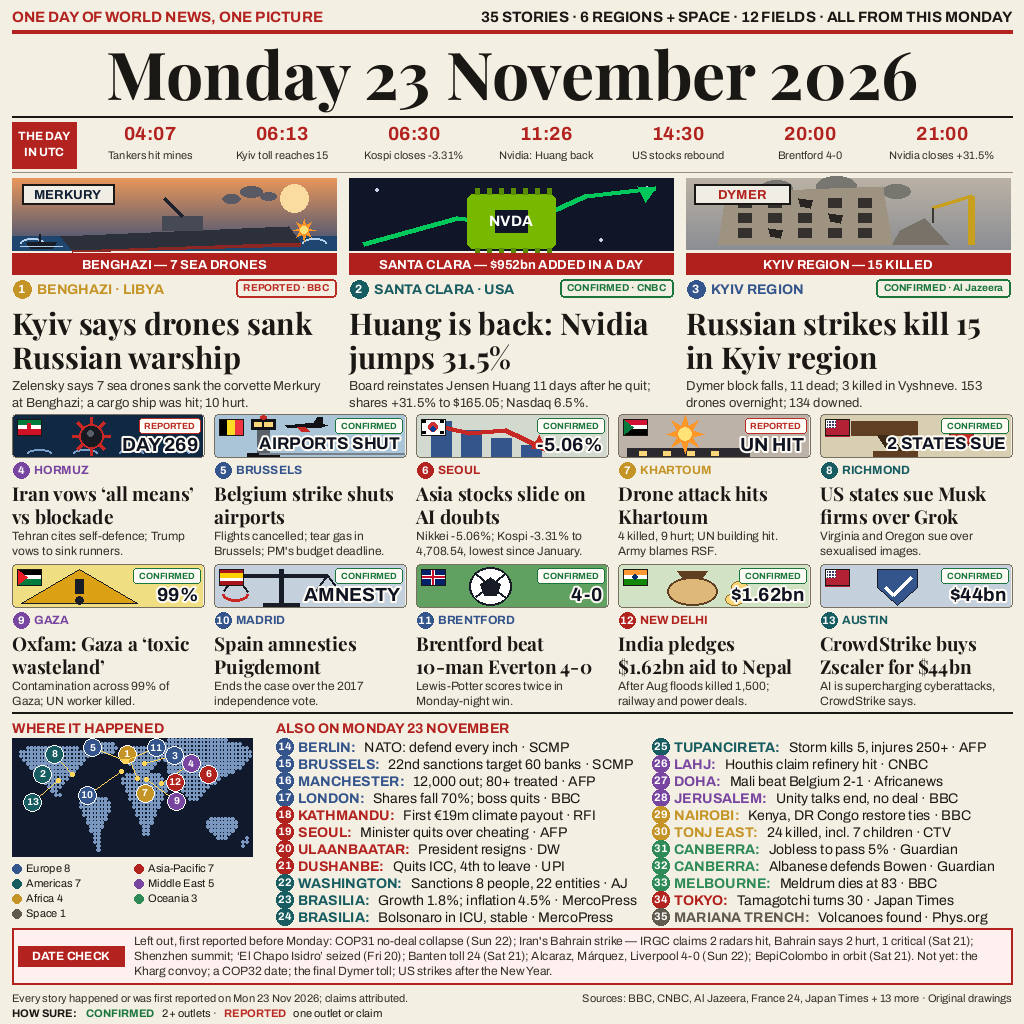 ONE DAY OF WORLD NEWS, ONE PICTURE
35 STORIES · 6 REGIONS + SPACE · 12 FIELDS · ALL FROM THIS MONDAY
Monday 23 November 2026
THE DAY
IN UTC
04:07
Tankers hit mines
06:13
Kyiv toll reaches 15
06:30
Kospi closes -3.31%
11:26
Nvidia: Huang back
14:30
US stocks rebound
20:00
Brentford 4-0
21:00
Nvidia closes +31.5%
MERKURY
BENGHAZI — 7 SEA DRONES
1 BENGHAZI · LIBYA
REPORTED · BBC
Kyiv says drones sank
Russian warship
Zelensky says 7 sea drones sank the corvette Merkury
at Benghazi; a cargo ship was hit; 10 hurt.
NVDA
SANTA CLARA — $952bn ADDED IN A DAY
2 SANTA CLARA · USA
CONFIRMED · CNBC
Huang is back: Nvidia
jumps 31.5%
Board reinstates Jensen Huang 11 days after he quit;
shares +31.5% to $165.05; Nasdaq 6.5%.
DYMER
KYIV REGION — 15 KILLED
3 KYIV REGION
CONFIRMED · Al Jazeera
Russian strikes kill 15
in Kyiv region
Dymer block falls, 11 dead; 3 killed in Vyshneve. 153
drones overnight; 134 downed.
REPORTED
DAY 269
4 HORMUZ
Iran vows ‘all means’
vs blockade
Tehran cites self-defence; Trump
vows to sink runners.
CONFIRMED
AIRPORTS SHUT
5 BRUSSELS
Belgium strike shuts
airports
Flights cancelled; tear gas in
Brussels; PM's budget deadline.
CONFIRMED
-5.06%
6 SEOUL
Asia stocks slide on
AI doubts
Nikkei -5.06%; Kospi -3.31% to
4,708.54, lowest since January.
REPORTED
UN HIT
7 KHARTOUM
Drone attack hits
Khartoum
4 killed, 9 hurt; UN building hit.
Army blames RSF.
CONFIRMED
2 STATES SUE
8 RICHMOND
US states sue Musk
firms over Grok
Virginia and Oregon sue over
sexualised images.
CONFIRMED
99%
9 GAZA
Oxfam: Gaza a ‘toxic
wasteland’
Contamination across 99% of
Gaza; UN worker killed.
CONFIRMED
AMNESTY
10 MADRID
Spain amnesties
Puigdemont
Ends the case over the 2017
independence vote.
CONFIRMED
4-0
11 BRENTFORD
Brentford beat
10-man Everton 4-0
Lewis-Potter scores twice in
Monday-night win.
CONFIRMED
$1.62bn
12 NEW DELHI
India pledges
$1.62bn aid to Nepal
After Aug floods killed 1,500;
railway and power deals.
CONFIRMED
$44bn
13 AUSTIN
CrowdStrike buys
Zscaler for $44bn
AI is supercharging cyberattacks,
CrowdStrike says.
WHERE IT HAPPENED
8 5 1 11 3 4
2 12 6
13 10 7 9
Europe 8
Asia-Pacific 7
Americas 7
Middle East 5
Africa 4
Oceania 3
Space 1
ALSO ON MONDAY 23 NOVEMBER
14 BERLIN: NATO: defend every inch · SCMP
15 BRUSSELS: 22nd sanctions target 60 banks · SCMP
16 MANCHESTER: 12,000 out; 80+ treated · AFP
17 LONDON: Shares fall 70%; boss quits · BBC
18 KATHMANDU: First €19m climate payout · RFI
19 SEOUL: Minister quits over cheating · AFP
20 ULAANBAATAR: President resigns · DW
21 DUSHANBE: Quits ICC, 4th to leave · UPI
22 WASHINGTON: Sanctions 8 people, 22 entities · AJ
23 BRASILIA: Growth 1.8%; inflation 4.5% · MercoPress
24 BRASILIA: Bolsonaro in ICU, stable · MercoPress
25 TUPANCIRETA: Storm kills 5, injures 250+ · AFP
26 LAHJ: Houthis claim refinery hit · CNBC
27 DOHA: Mali beat Belgium 2-1 · Africanews
28 JERUSALEM: Unity talks end, no deal · BBC
29 NAIROBI: Kenya, DR Congo restore ties · BBC
30 TONJ EAST: 24 killed, incl. 7 children · CTV
31 CANBERRA: Jobless to pass 5% · Guardian
32 CANBERRA: Albanese defends Bowen · Guardian
33 MELBOURNE: Meldrum dies at 83 · BBC
34 TOKYO: Tamagotchi turns 30 · Japan Times
35 MARIANA TRENCH: Volcanoes found · Phys.org
DATE CHECK
Left out, first reported before Monday: COP31 no-deal collapse (Sun 22); Iran's Bahrain strike — IRGC claims 2 radars hit, Bahrain says 2 hurt, 1 critical (Sat 21);
Shenzhen summit; ‘El Chapo Isidro’ seized (Fri 20); Banten toll 24 (Sat 21); Alcaraz, Márquez, Liverpool 4-0 (Sun 22); BepiColombo in orbit (Sat 21). Not yet: the
Kharg convoy; a COP32 date; the final Dymer toll; US strikes after the New Year.
Every story happened or was first reported on Mon 23 Nov 2026; claims attributed.
Sources: BBC, CNBC, Al Jazeera, France 24, Japan Times + 13 more · Original drawings
HOW SURE: CONFIRMED 2+ outlets · REPORTED one outlet or claim